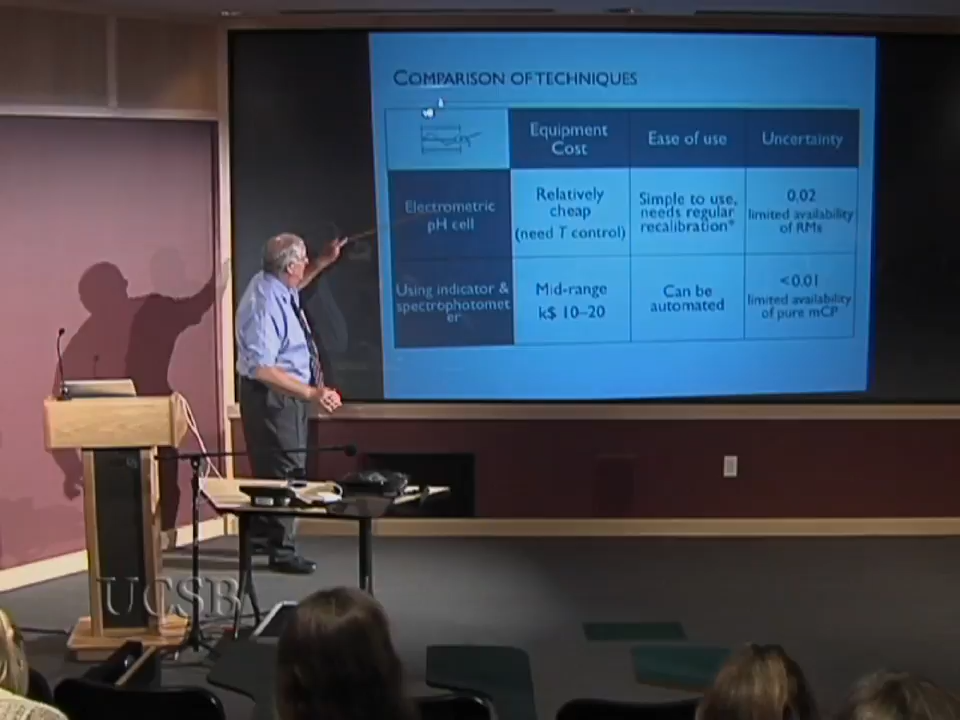 COMPARISON OF TECHNIQUES
Equipment
Cost
Ease of use
Uncertainty
Electrometric
pH cell
Relatively
cheap
(need T control)
Simple to use,
needs regular
recalibration*
0.02
limited availability
of RMs
Using indicator &
spectrophotomet
er
Mid-range
k$ 10–20
Can be
automated
<0.01
limited availability
of pure mCP
UCSB